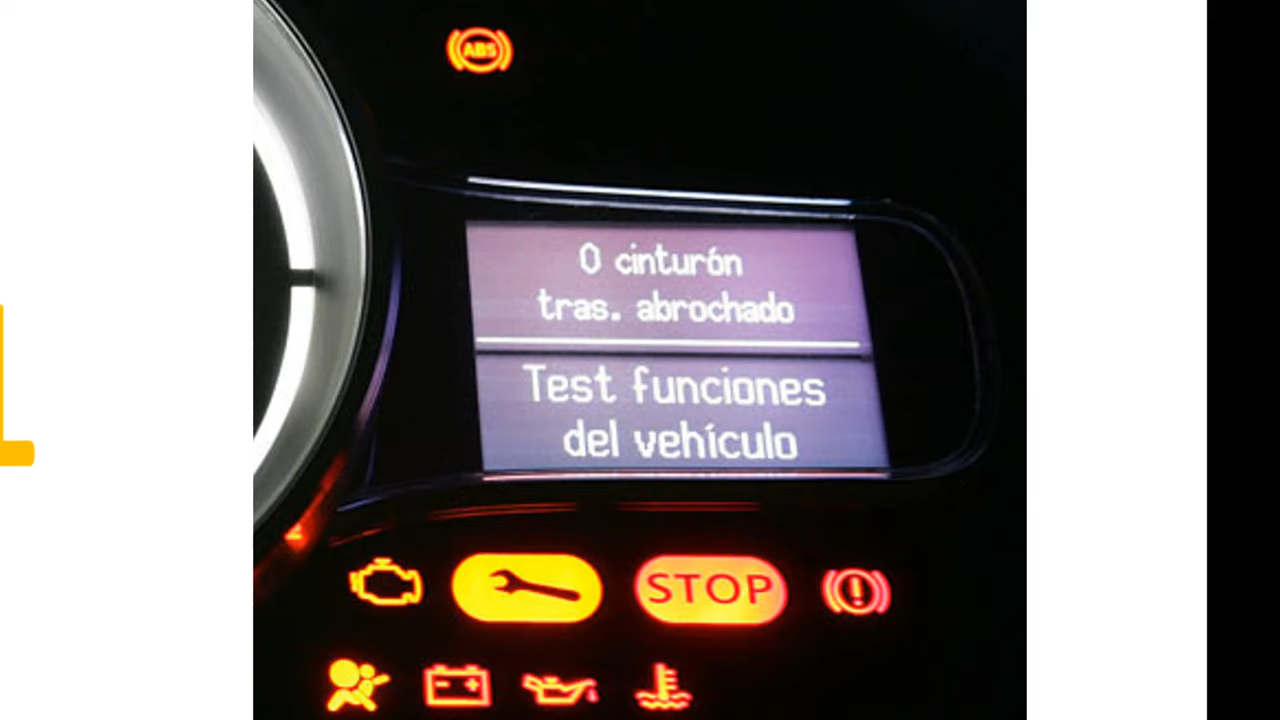 ABS
0 cinturón
tras. abrochado
Test funciones
del vehículo
STOP